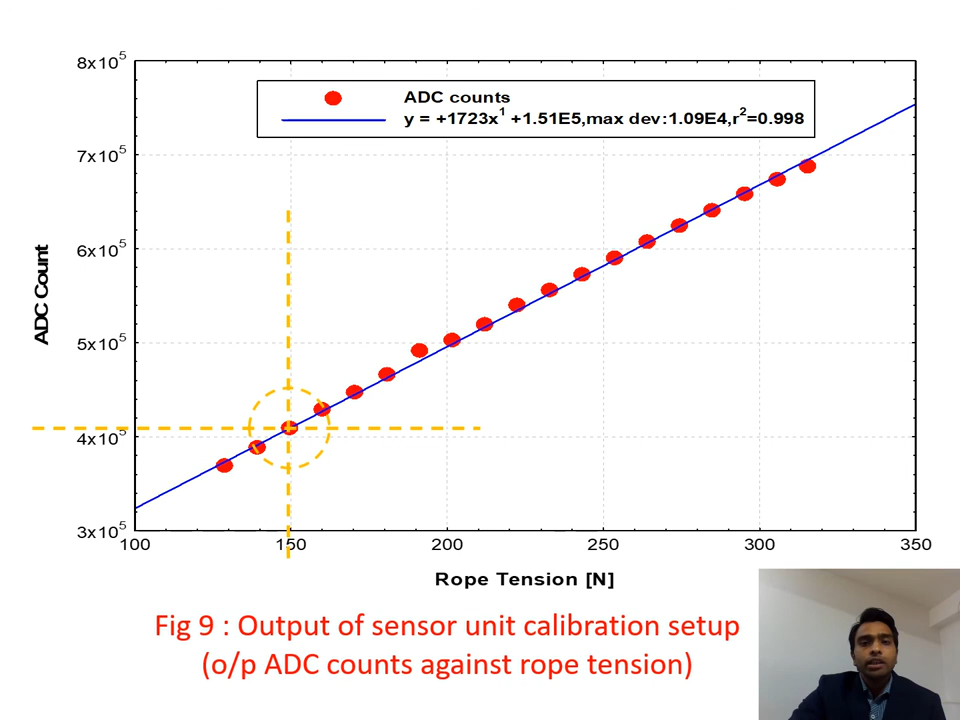 8x10⁵
7x10⁵
6x10⁵
5x10⁵
4x10⁵
3x10⁵
ADC Count
ADC counts
y = +1723x¹ +1.51E5,max dev:1.09E4,r²=0.998
100 150 200 250 300 350
Rope Tension [N]
Fig 9 : Output of sensor unit calibration setup
(o/p ADC counts against rope tension)